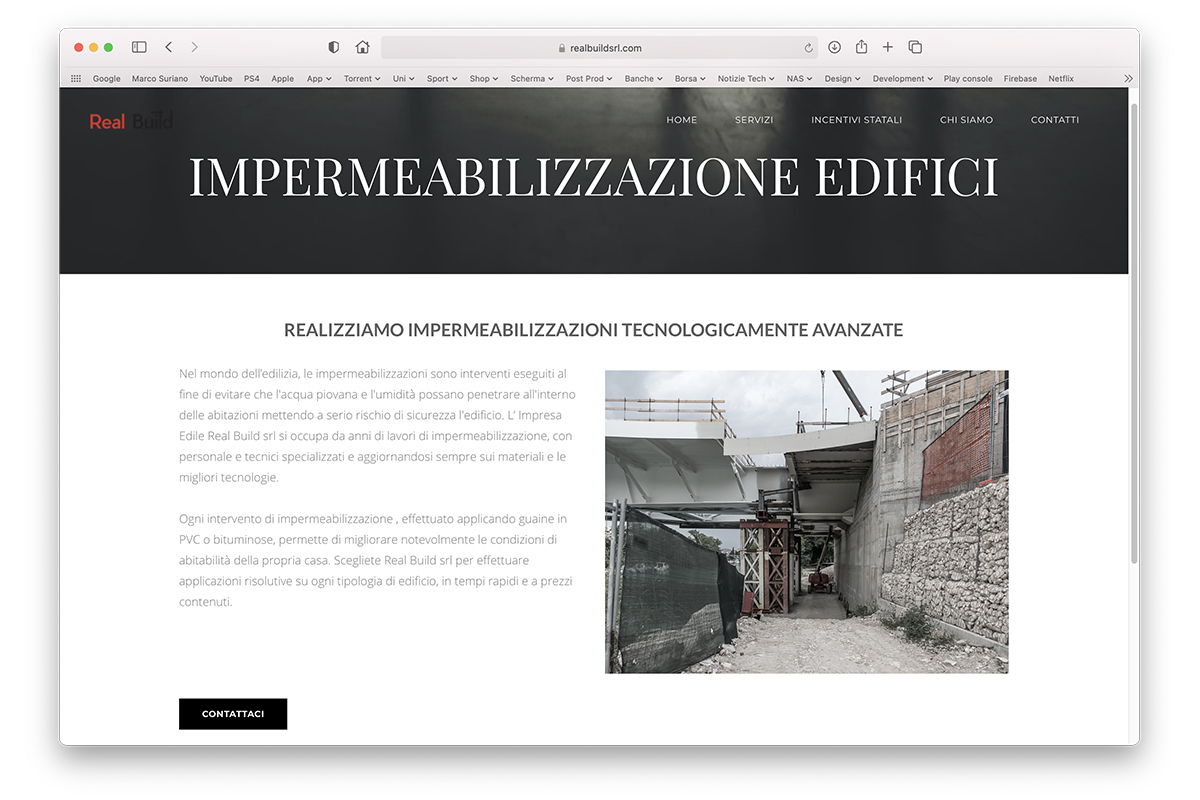 realbuildsrl.com
Google Marco Suriano YouTube PS4 Apple App Torrent Uni Sport Shop Scherma Post Prod Banche Borsa Notizie Tech NAS Design Development Play console Firebase Netflix
Real Build HOME SERVIZI INCENTIVI STATALI CHI SIAMO CONTATTI
IMPERMEABILIZZAZIONE EDIFICI
REALIZZIAMO IMPERMEABILIZZAZIONI TECNOLOGICAMENTE AVANZATE
Nel mondo dell’edilizia, le impermeabilizzazioni sono interventi eseguiti al
fine di evitare che l'acqua piovana e l'umidità possano penetrare all'interno
delle abitazioni mettendo a serio rischio di sicurezza l'edificio. L’ Impresa
Edile Real Build srl si occupa da anni di lavori di impermeabilizzazione, con
personale e tecnici specializzati e aggiornandosi sempre sui materiali e le
migliori tecnologie.
Ogni intervento di impermeabilizzazione , effettuato applicando guaine in
PVC o bituminose, permette di migliorare notevolmente le condizioni di
abitabilità della propria casa. Scegliete Real Build srl per effettuare
applicazioni risolutive su ogni tipologia di edificio, in tempi rapidi e a prezzi
contenuti.
CONTATTACI